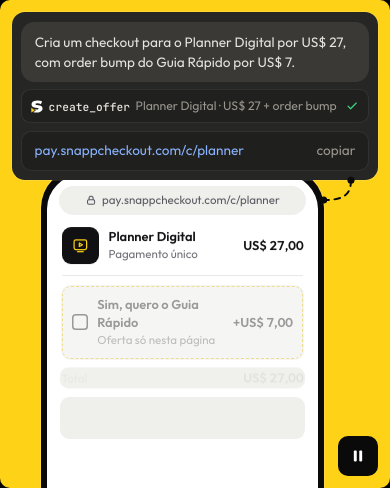 Cria um checkout para o Planner Digital por US$ 27,
com order bump do Guia Rápido por US$ 7.
create_offer Planner Digital · US$ 27 + order bump
pay.snappcheckout.com/c/planner copiar
pay.snappcheckout.com/c/planner
Planner Digital
US$ 27,00
Pagamento único
Sim, quero o Guia
Rápido
+US$ 7,00
Oferta só nesta página
Total US$ 27,00